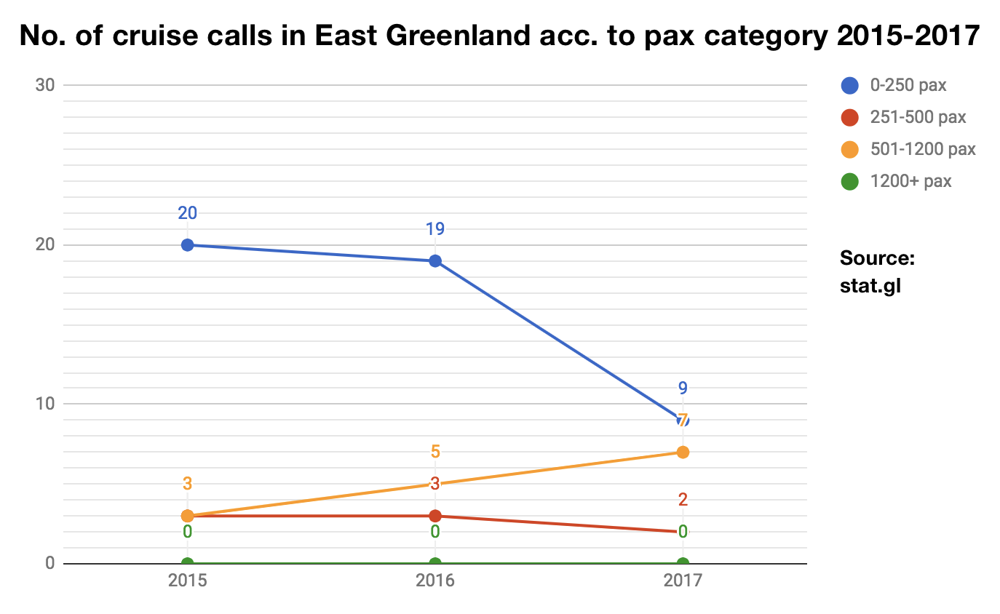 No. of cruise calls in East Greenland acc. to pax category 2015-2017
30
20
10
0
20
19
9
7
5
3
3
2
0
0
0
2015
2016
2017
0-250 pax
251-500 pax
501-1200 pax
1200+ pax
Source:
stat.gl